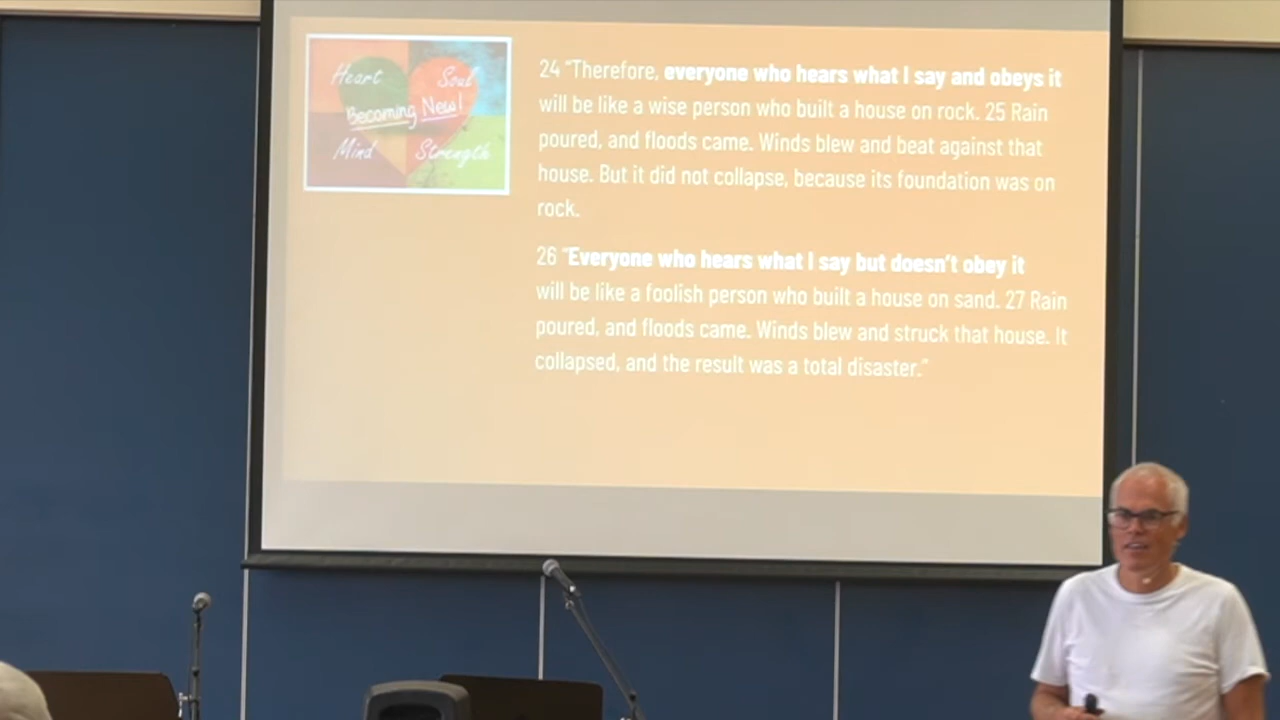 Heart Soul
Becoming New!
Mind Strength
24 “Therefore, everyone who hears what I say and obeys it
will be like a wise person who built a house on rock. 25 Rain
poured, and floods came. Winds blew and beat against that
house. But it did not collapse, because its foundation was on
rock.
26 “Everyone who hears what I say but doesn’t obey it
will be like a foolish person who built a house on sand. 27 Rain
poured, and floods came. Winds blew and struck that house. It
collapsed, and the result was a total disaster.”